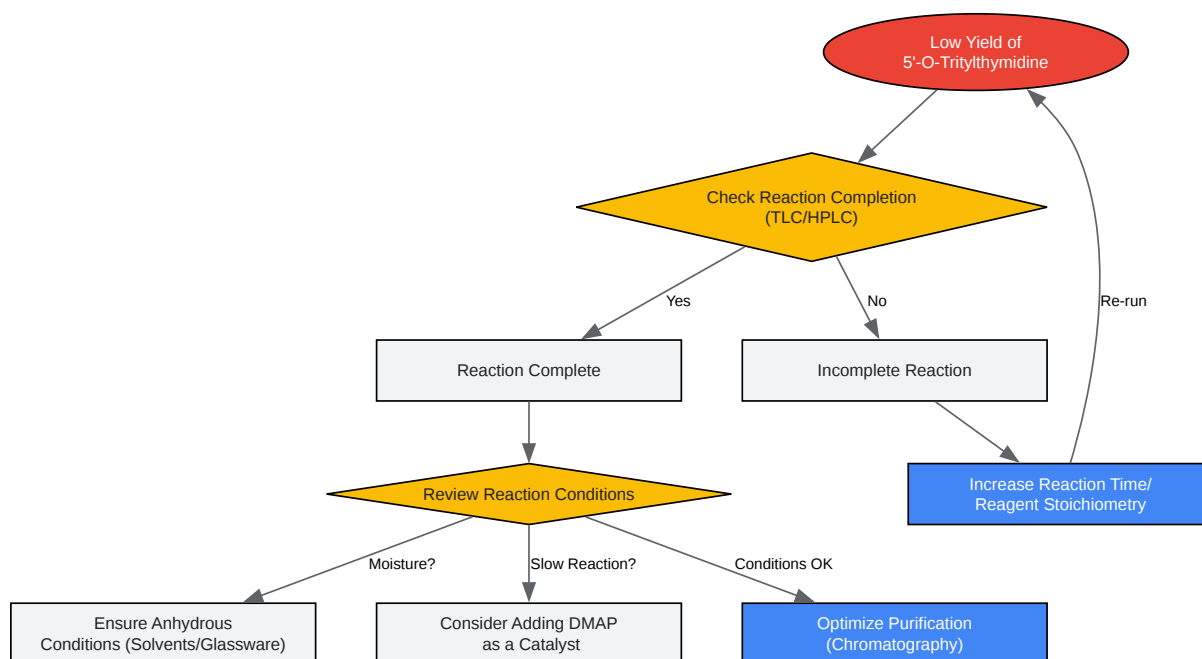 Low Yield of
5'-O-Tritylthymidine
Check Reaction Completion
(TLC/HPLC)
Yes
No
Re-run
Reaction Complete
Incomplete Reaction
Review Reaction Conditions
Increase Reaction Time/
Reagent Stoichiometry
Moisture?
Slow Reaction?
Conditions OK
Ensure Anhydrous
Conditions (Solvents/Glassware)
Consider Adding DMAP
as a Catalyst
Optimize Purification
(Chromatography)